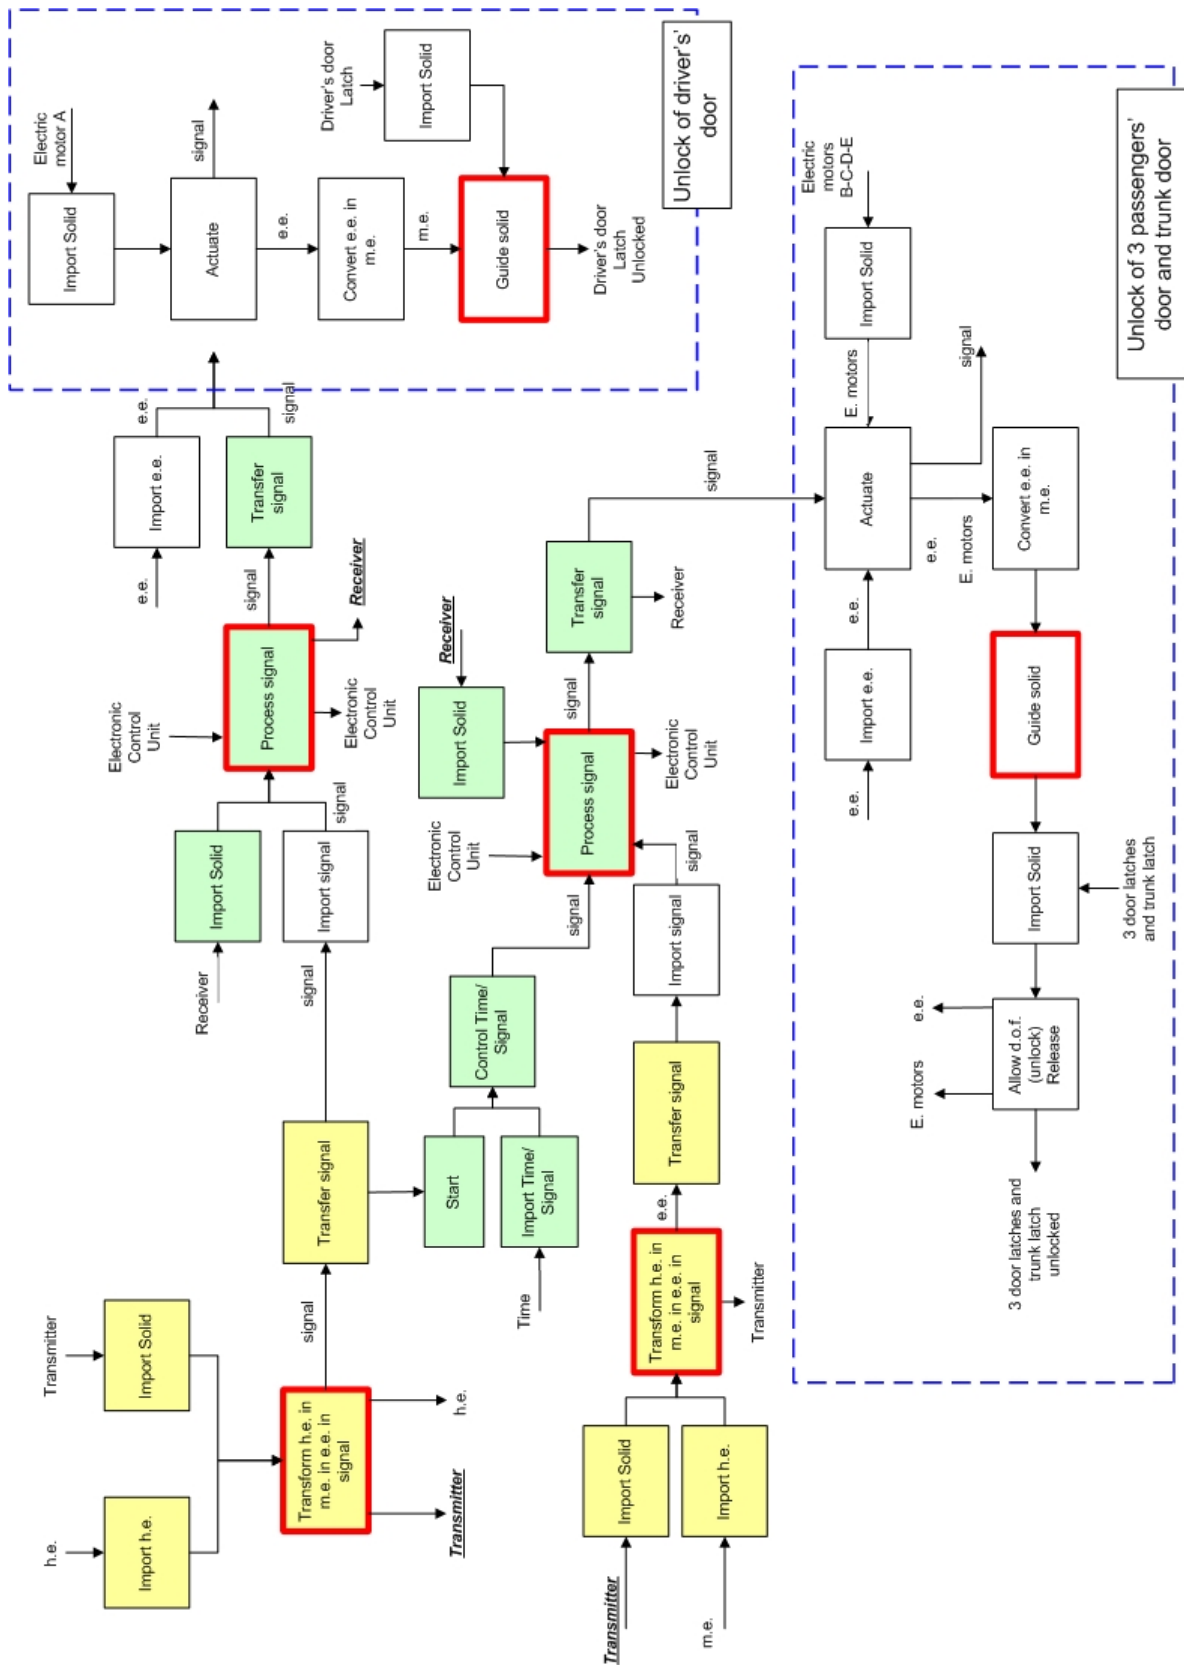 h.e.
Import h.e.
Transmitter
Import Solid
Transform h.e. in
m.e. in e.e. in
signal
Transmitter
h.e.
signal
Transfer signal
signal
Receiver
Import Solid
Import signal
signal
Electronic
Control
Unit
Process signal
Electronic
Control
Unit
Receiver
signal
e.e.
Import e.e.
Transfer
signal
e.e.
signal
Electric
motor A
Import Solid
Actuate
signal
e.e.
Convert e.e. in
m.e.
m.e.
Driver's door
Latch
Import Solid
Guide solid
Driver's door
Latch
Unlocked
Unlock of driver's'
door
Start
Time
Import Time/
Signal
Control Time/
Signal
signal
Transmitter
Import Solid
m.e.
Import h.e.
Transform h.e. in
m.e. in e.e. in
signal
Transmitter
e.e.
Transfer signal
Import signal
signal
Electronic
Control
Unit
Receiver
Import Solid
Process signal
Electronic
Control
Unit
signal
Transfer
signal
Receiver
signal
e.e.
Import e.e.
e.e.
Actuate
E. motors
Import Solid
Electric
motors
B-C-D-E
signal
e.e.
E. motors
Convert e.e. in
m.e.
Guide solid
Import Solid
3 door latches
and trunk latch
Allow d.o.f.
(unlock)
Release
E. motors
e.e.
3 door latches and
trunk latch
unlocked
Unlock of 3 passengers'
door and trunk door